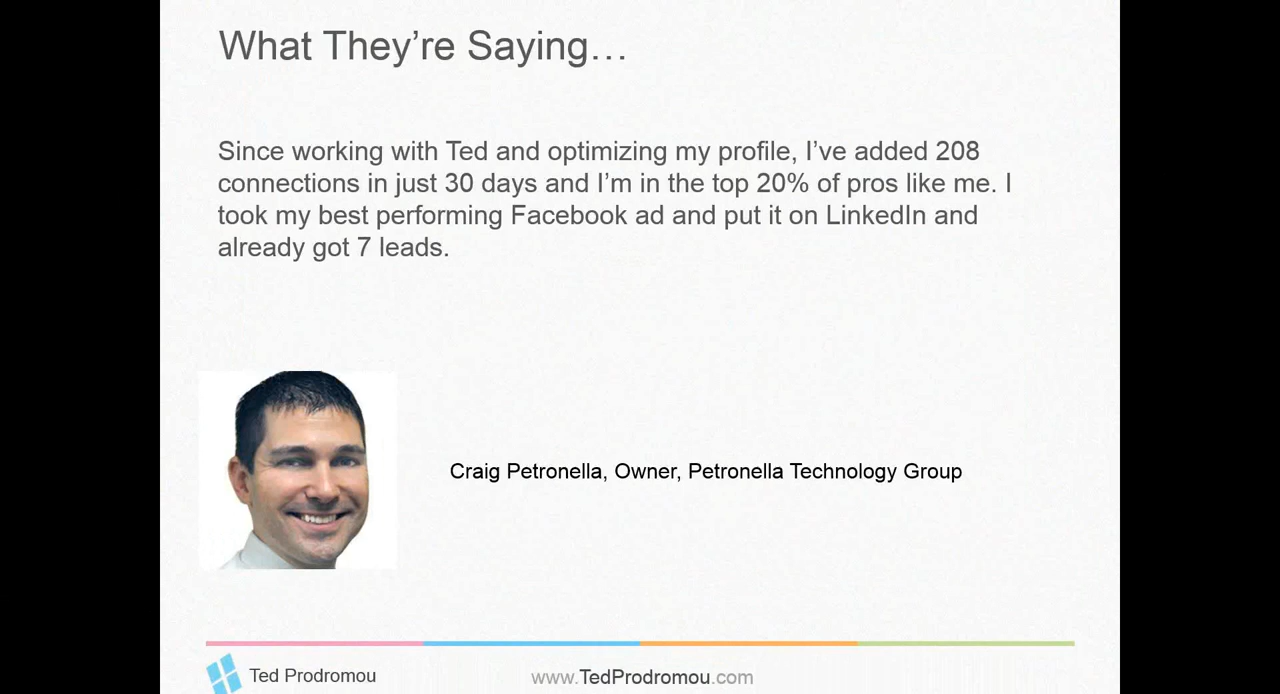 What They’re Saying…
Since working with Ted and optimizing my profile, I’ve added 208
connections in just 30 days and I’m in the top 20% of pros like me. I
took my best performing Facebook ad and put it on LinkedIn and
already got 7 leads.
Craig Petronella, Owner, Petronella Technology Group
Ted Prodromou
www.TedProdromou.com